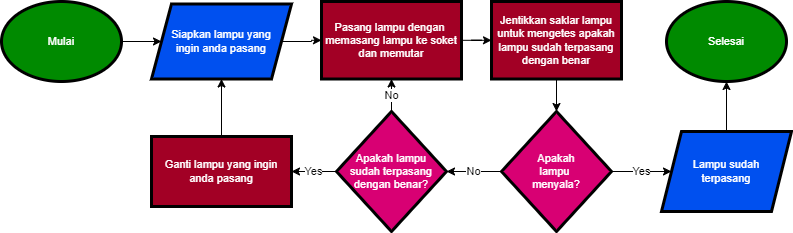 Mulai
Siapkan lampu yang
ingin anda pasang
Pasang lampu dengan
memasang lampu ke soket
dan memutar
Jentikkan saklar lampu
untuk mengetes apakah
lampu sudah terpasang
dengan benar
Selesai
No
Ganti lampu yang ingin
anda pasang
Yes
Apakah lampu
sudah terpasang
dengan benar?
No
Apakah
lampu
menyala?
Yes
Lampu sudah
terpasang